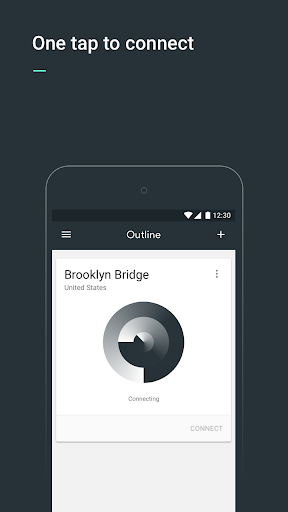 One tap to connect
12:30
Outline
Brooklyn Bridge
United States
Connecting
CONNECT